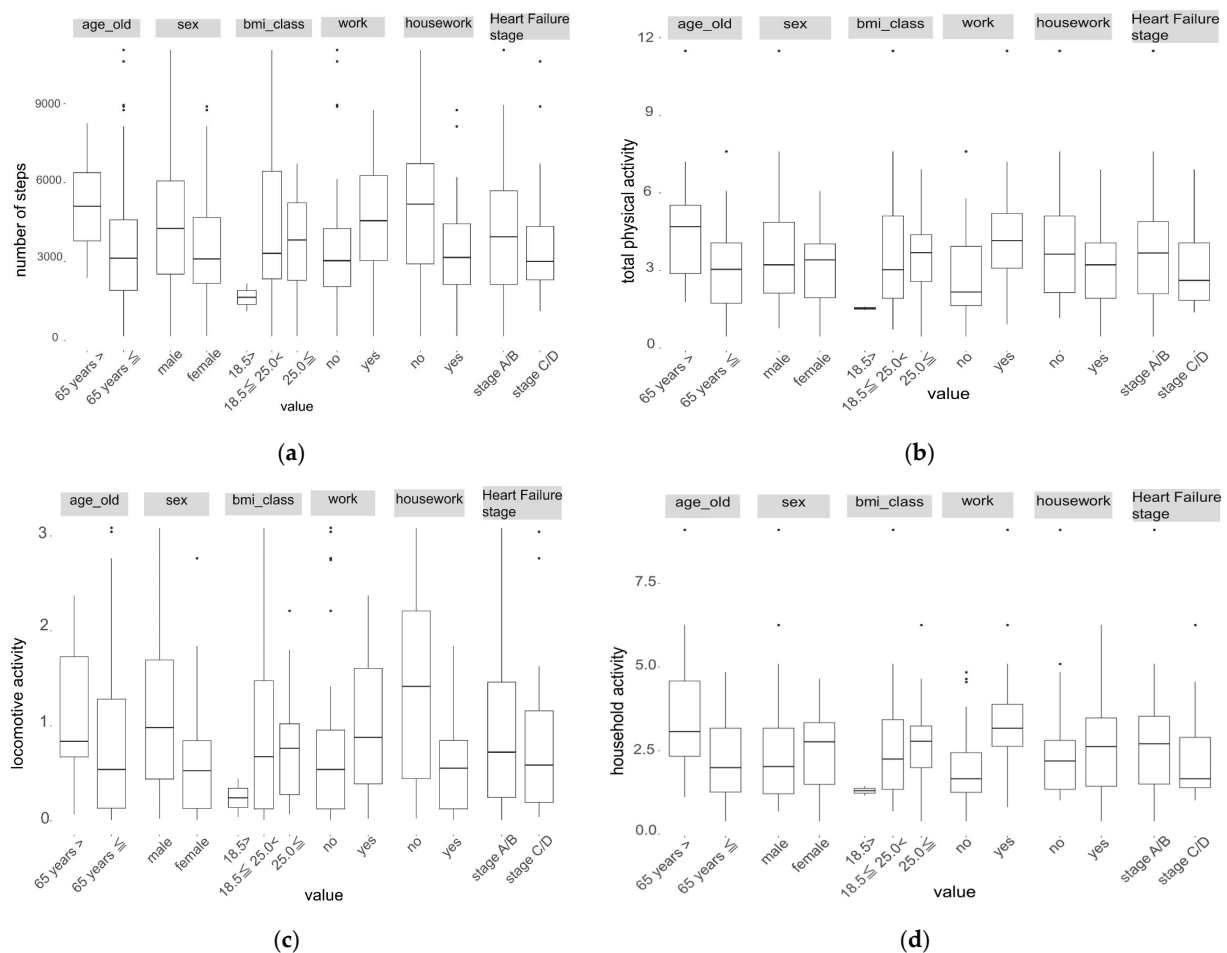 age_old sex bmi_class work housework Heart Failure
stage
9000
6000
3000
0
number of steps
65 years > 65 years ≦ male female 18.5> 18.5≦ 25.0< 25.0≦ no yes no yes stage A/B stage C/D
value
(a)
age_old sex bmi_class work housework Heart Failure
stage
12
9
6
3
0
total physical activity
65 years > 65 years ≦ male female 18.5> 18.5≦ 25.0< 25.0≦ no yes no yes stage A/B stage C/D
value
(b)
age_old sex bmi_class work housework Heart Failure
stage
3
2
1
0
locomotive activity
65 years > 65 years ≦ male female 18.5> 18.5≦ 25.0< 25.0≦ no yes no yes stage A/B stage C/D
value
(c)
age_old sex bmi_class work housework Heart Failure
stage
7.5
5.0
2.5
0.0
household activity
65 years > 65 years ≦ male female 18.5> 18.5≦ 25.0< 25.0≦ no yes no yes stage A/B stage C/D
value
(d)